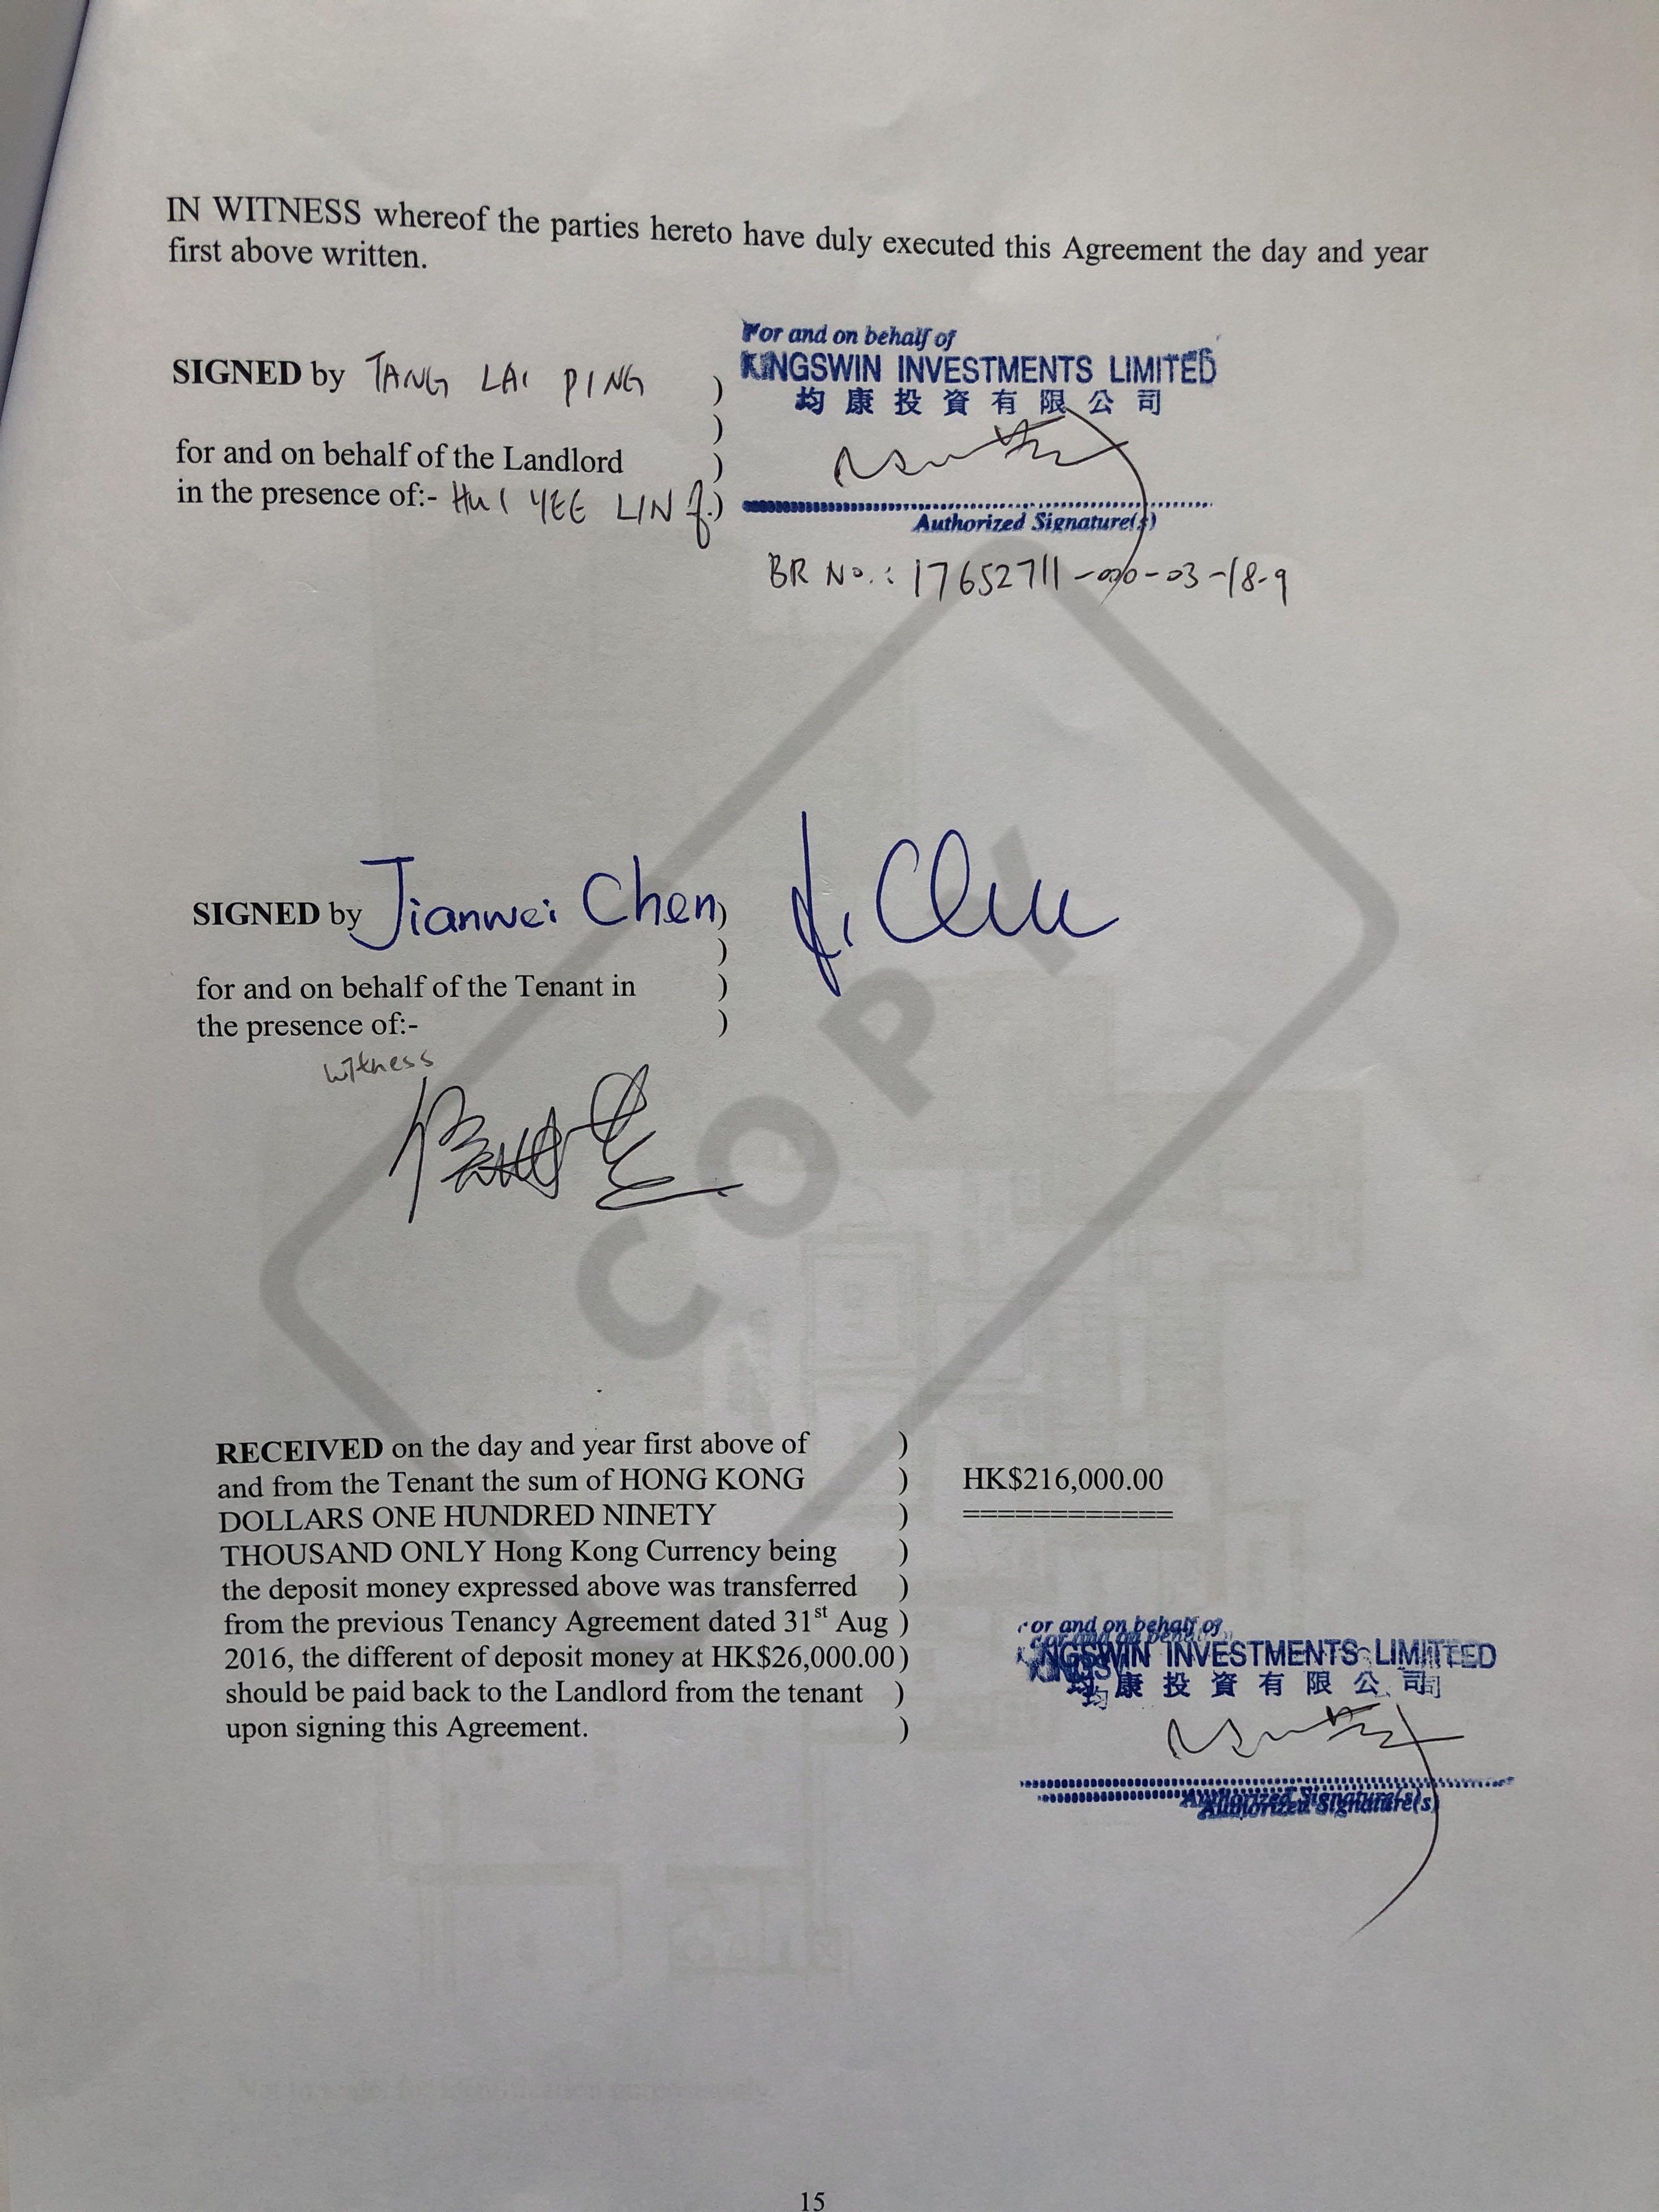 IN WITNESS whereof the parties hereto have duly executed this Agreement the day and year
first above written.
For and on behalf of
KINGSWIN INVESTMENTS LIMITED
均康投資有限公司
SIGNED by TANG LAI PING )
)
for and on behalf of the Landlord )
in the presence of:- HUI YEE LIN )
Authorized Signature(s)
BR No.: 17652711-000-03-18-9
SIGNED by Jianwei Chen ) J. Chen
)
for and on behalf of the Tenant in )
the presence of:- )
witness
COPY
RECEIVED on the day and year first above of )
and from the Tenant the sum of HONG KONG ) HK$216,000.00
DOLLARS ONE HUNDRED NINETY ) ============
THOUSAND ONLY Hong Kong Currency being )
the deposit money expressed above was transferred )
from the previous Tenancy Agreement dated 31st Aug )
2016, the different of deposit money at HK$26,000.00 )
should be paid back to the Landlord from the tenant )
upon signing this Agreement. )
or and on behalf of
NGSWIN INVESTMENTS LIMITED
均康投資有限公司
Authorized Signature(s)
15